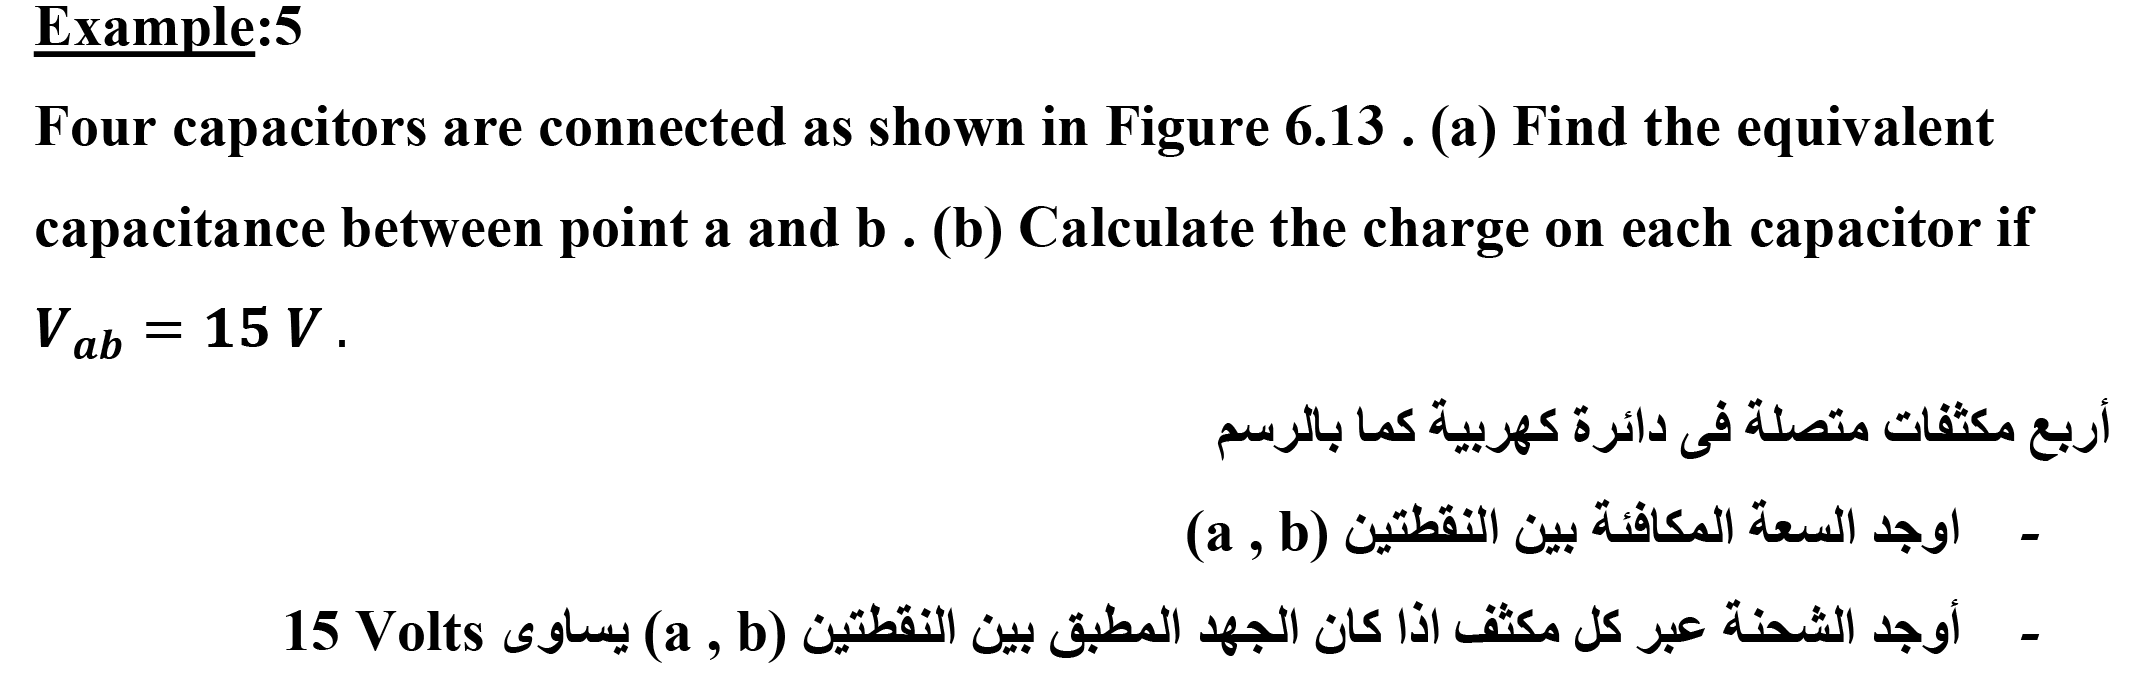 Example:5
Four capacitors are connected as shown in Figure 6.13 . (a) Find the equivalent
capacitance between point a and b . (b) Calculate the charge on each capacitor if
V_ab = 15 V .
أربع مكثفات متصلة فى دائرة كهربية كما بالرسم
- اوجد السعة المكافئة بين النقطتين (a , b)
- أوجد الشحنة عبر كل مكثف اذا كان الجهد المطبق بين النقطتين (a , b) يساوى 15 Volts